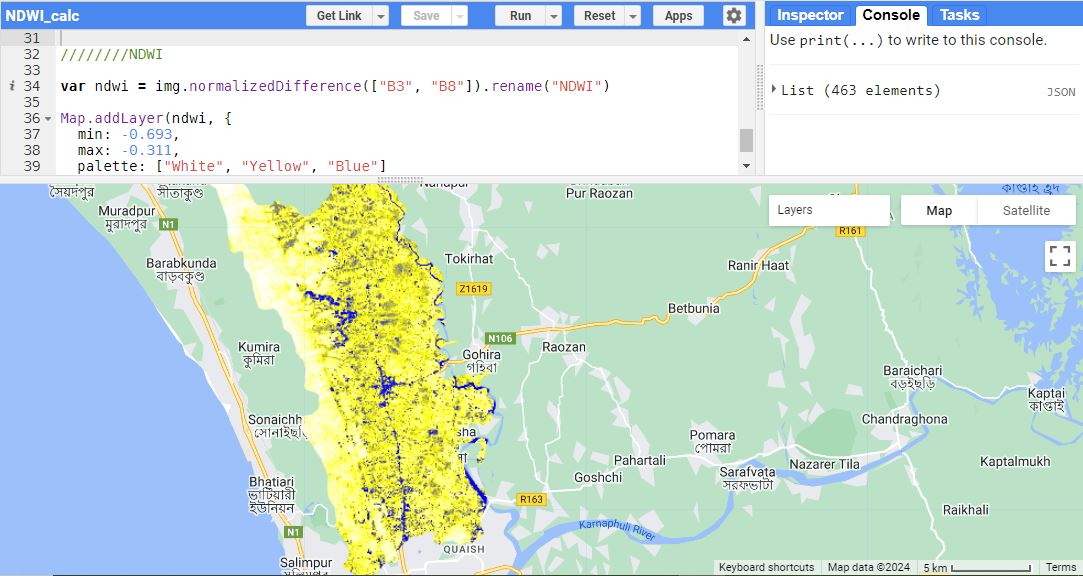 NDWI_calc
Get Link
Save
Run
Reset
Apps
Inspector
Console
Tasks
31
32 ////////NDWI
33
i 34 var ndwi = img.normalizedDifference(["B3", "B8"]).rename("NDWI")
35
36 Map.addLayer(ndwi, {
37 min: -0.693,
38 max: -0.311,
39 palette: ["White", "Yellow", "Blue"]
Use print(...) to write to this console.
List (463 elements)
JSON
সৈয়দপুর
সীতাকুণ্ড
Nanupur
Pur Raozan
কাপ্তাই হ্রদ
Layers
Map
Satellite
Muradpur
মুরাদপুর
N1
R161
Barabkunda
বাড়বকুণ্ড
Tokirhat
Ranir Haat
Z1619
Betbunia
N106
Kumira
কুমিরা
Gohira
গহিরা
Raozan
Baraichari
বড়ইছড়ি
Kaptai
কাপ্তাই
Sonaichh
সোনাইছড়ি
sha
Chandraghona
Pomara
পোমরা
Pahartali
Nazarer Tila
Kaptalmukh
Sarafvata
সরফভাটা
Goshchi
Bhatiari
ভাটিয়ারী
ইউনিয়ন
R163
Raikhali
Karnaphuli River
N1
QUAISH
Salimpur
সলিমপুর
Keyboard shortcuts
Map data ©2024
5 km
Terms